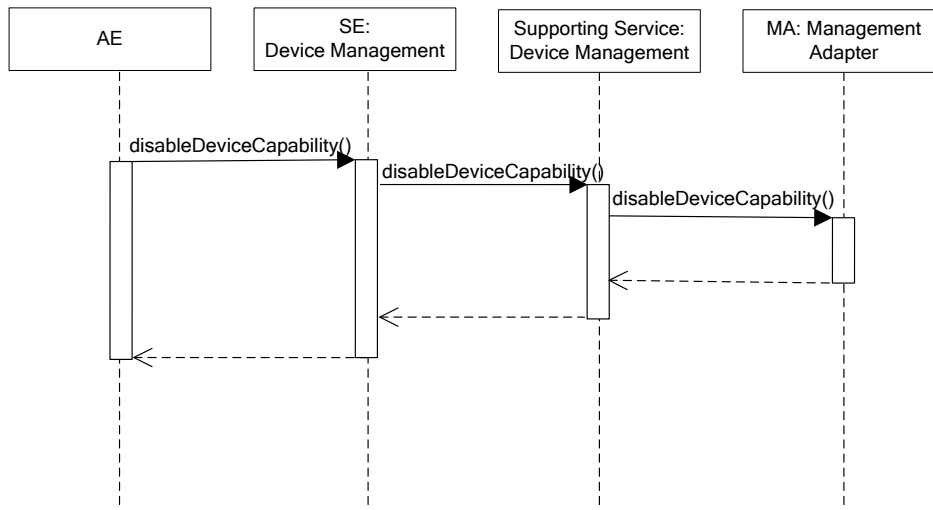 AE
SE:
Device Management
Supporting Service:
Device Management
MA: Management
Adapter
disableDeviceCapability()
disableDeviceCapability()
disableDeviceCapability()